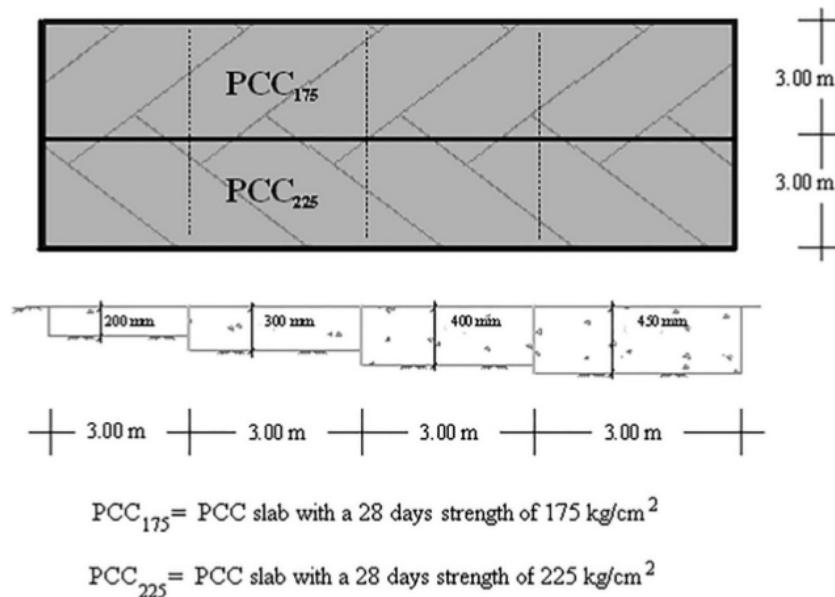 PCC175
3.00 m
PCC225
3.00 m
200 mm 300 mm 400 mm 450 mm
3.00 m 3.00 m 3.00 m 3.00 m
PCC175= PCC slab with a 28 days strength of 175 kg/cm²
PCC225= PCC slab with a 28 days strength of 225 kg/cm²